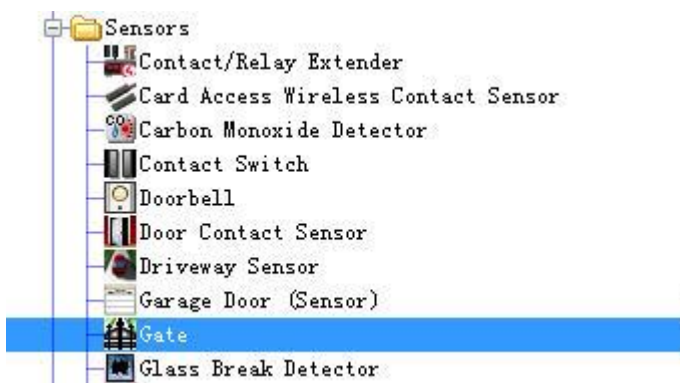 Sensors
Contact/Relay Extender
Card Access Wireless Contact Sensor
Carbon Monoxide Detector
Contact Switch
Doorbell
Door Contact Sensor
Driveway Sensor
Garage Door (Sensor)
Gate
Glass Break Detector